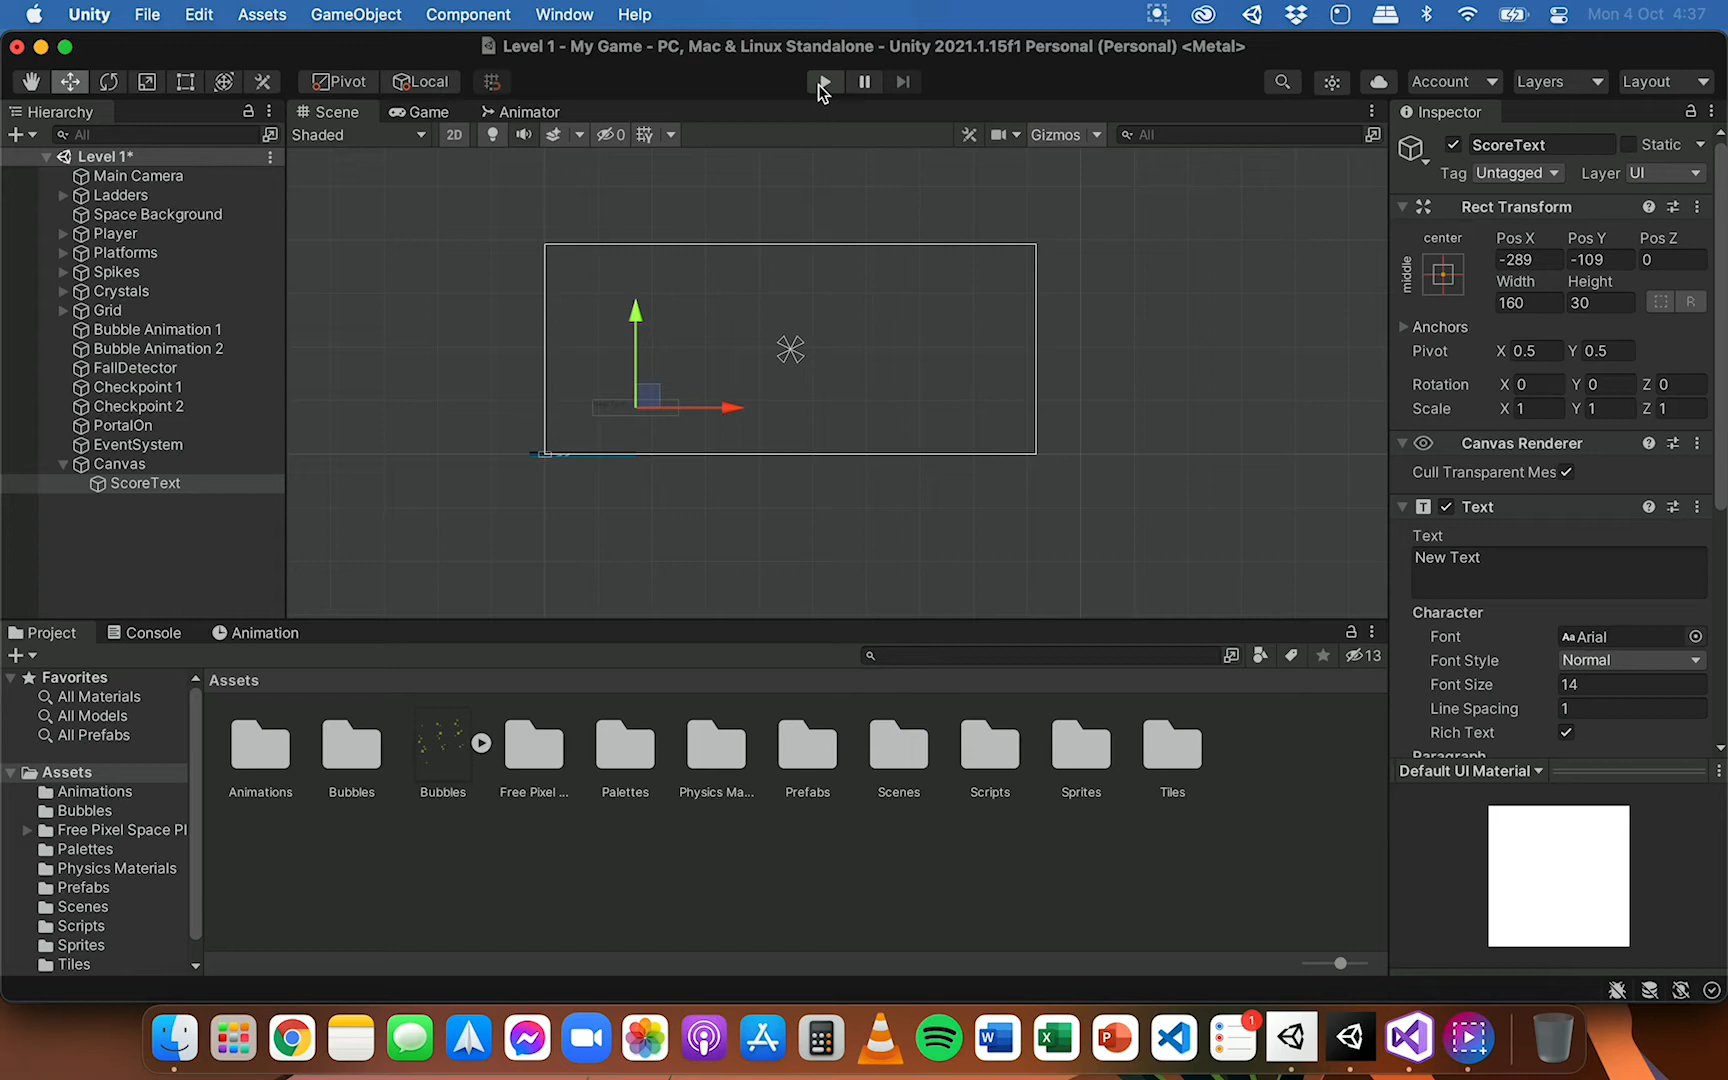 Unity File Edit Assets GameObject Component Window Help Mon 4 Oct 4:37
Level 1 - My Game - PC, Mac & Linux Standalone - Unity 2021.1.15f1 Personal (Personal) <Metal>
Pivot Local Account Layers Layout
Hierarchy
All
Level 1*
Main Camera
Ladders
Space Background
Player
Platforms
Spikes
Crystals
Grid
Bubble Animation 1
Bubble Animation 2
FallDetector
Checkpoint 1
Checkpoint 2
PortalOn
EventSystem
Canvas
ScoreText
Scene Game Animator
Shaded 2D 0 Gizmos All
Inspector
ScoreText Static
Tag Untagged Layer UI
Rect Transform
center
middle
Pos X Pos Y Pos Z
-289 -109 0
Width Height
160 30 R
Anchors
Pivot X 0.5 Y 0.5
Rotation X 0 Y 0 Z 0
Scale X 1 Y 1 Z 1
Canvas Renderer
Cull Transparent Mes
T Text
Text
New Text
Character
Font Aa Arial
Font Style Normal
Font Size 14
Line Spacing 1
Rich Text
Paragraph
Default UI Material
Project Console Animation
13
Favorites
All Materials
All Models
All Prefabs
Assets
Animations
Bubbles
Free Pixel Space Pl
Palettes
Physics Materials
Prefabs
Scenes
Scripts
Sprites
Tiles
Assets
Animations Bubbles Bubbles Free Pixel ... Palettes Physics Ma... Prefabs Scenes Scripts Sprites Tiles
W X P 1